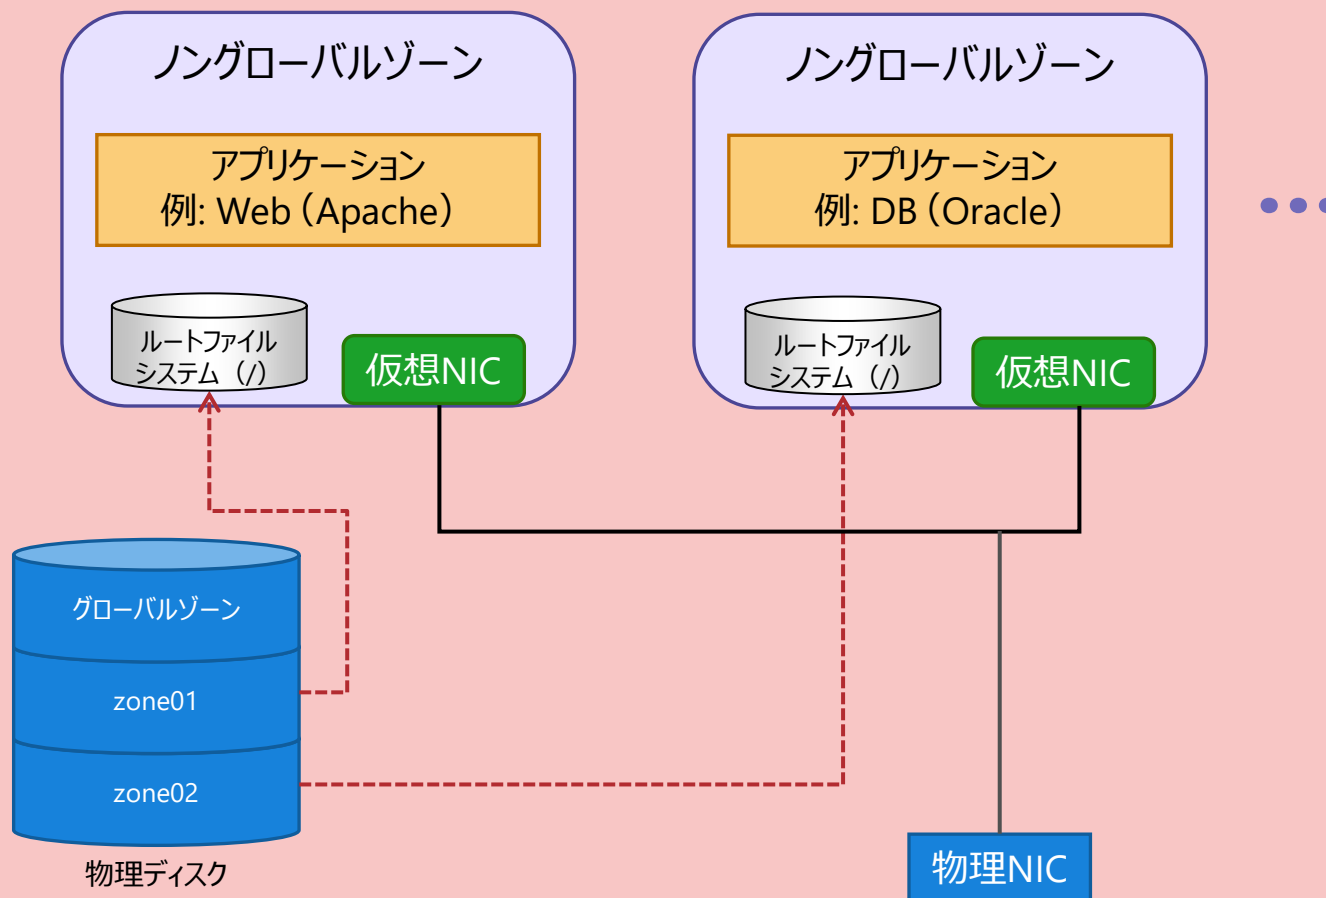 ノングローバルゾーン
アプリケーション
例: Web（Apache）
ルートファイル
システム（/）
仮想NIC
ノングローバルゾーン
アプリケーション
例: DB（Oracle）
ルートファイル
システム（/）
仮想NIC
グローバルゾーン
zone01
zone02
物理ディスク
物理NIC